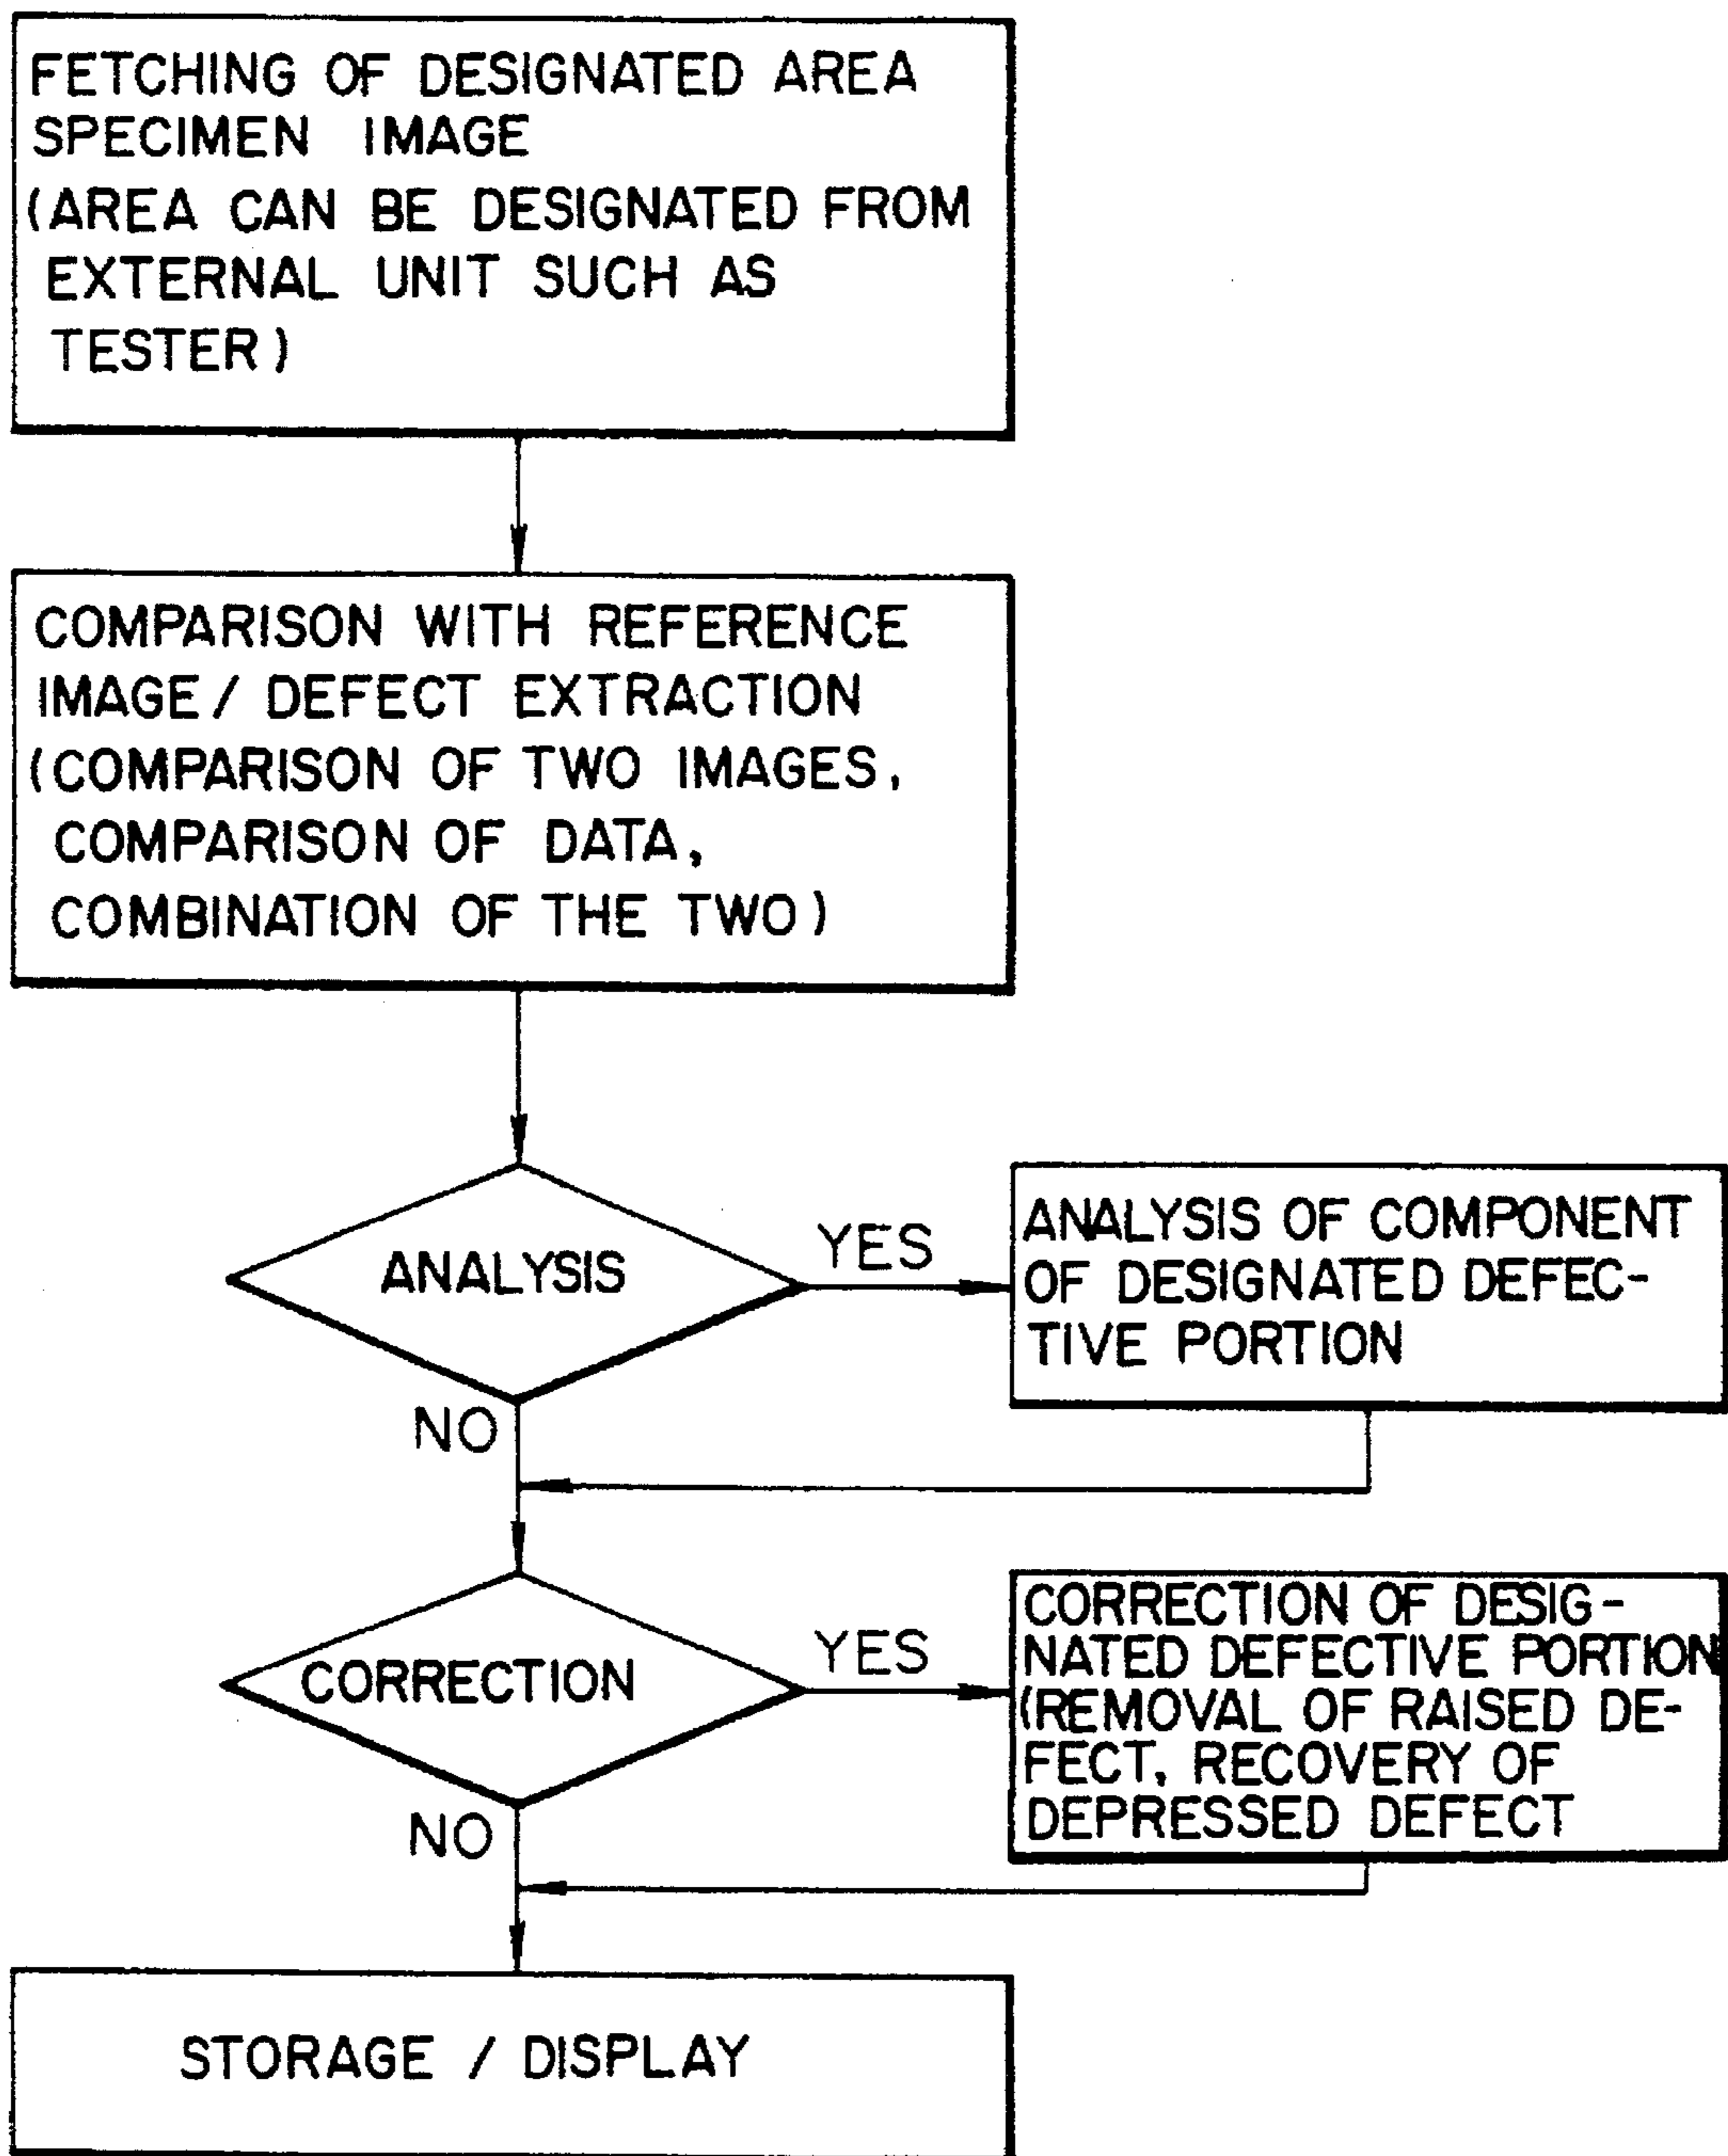 FETCHING OF DESIGNATED AREA
SPECIMEN IMAGE
(AREA CAN BE DESIGNATED FROM
EXTERNAL UNIT SUCH AS
TESTER)
COMPARISON WITH REFERENCE
IMAGE / DEFECT EXTRACTION
(COMPARISON OF TWO IMAGES,
COMPARISON OF DATA,
COMBINATION OF THE TWO)
ANALYSIS
YES
ANALYSIS OF COMPONENT
OF DESIGNATED DEFEC-
TIVE PORTION
NO
CORRECTION
YES
CORRECTION OF DESIG-
NATED DEFECTIVE PORTION
(REMOVAL OF RAISED DE-
FECT, RECOVERY OF
DEPRESSED DEFECT
NO
STORAGE / DISPLAY